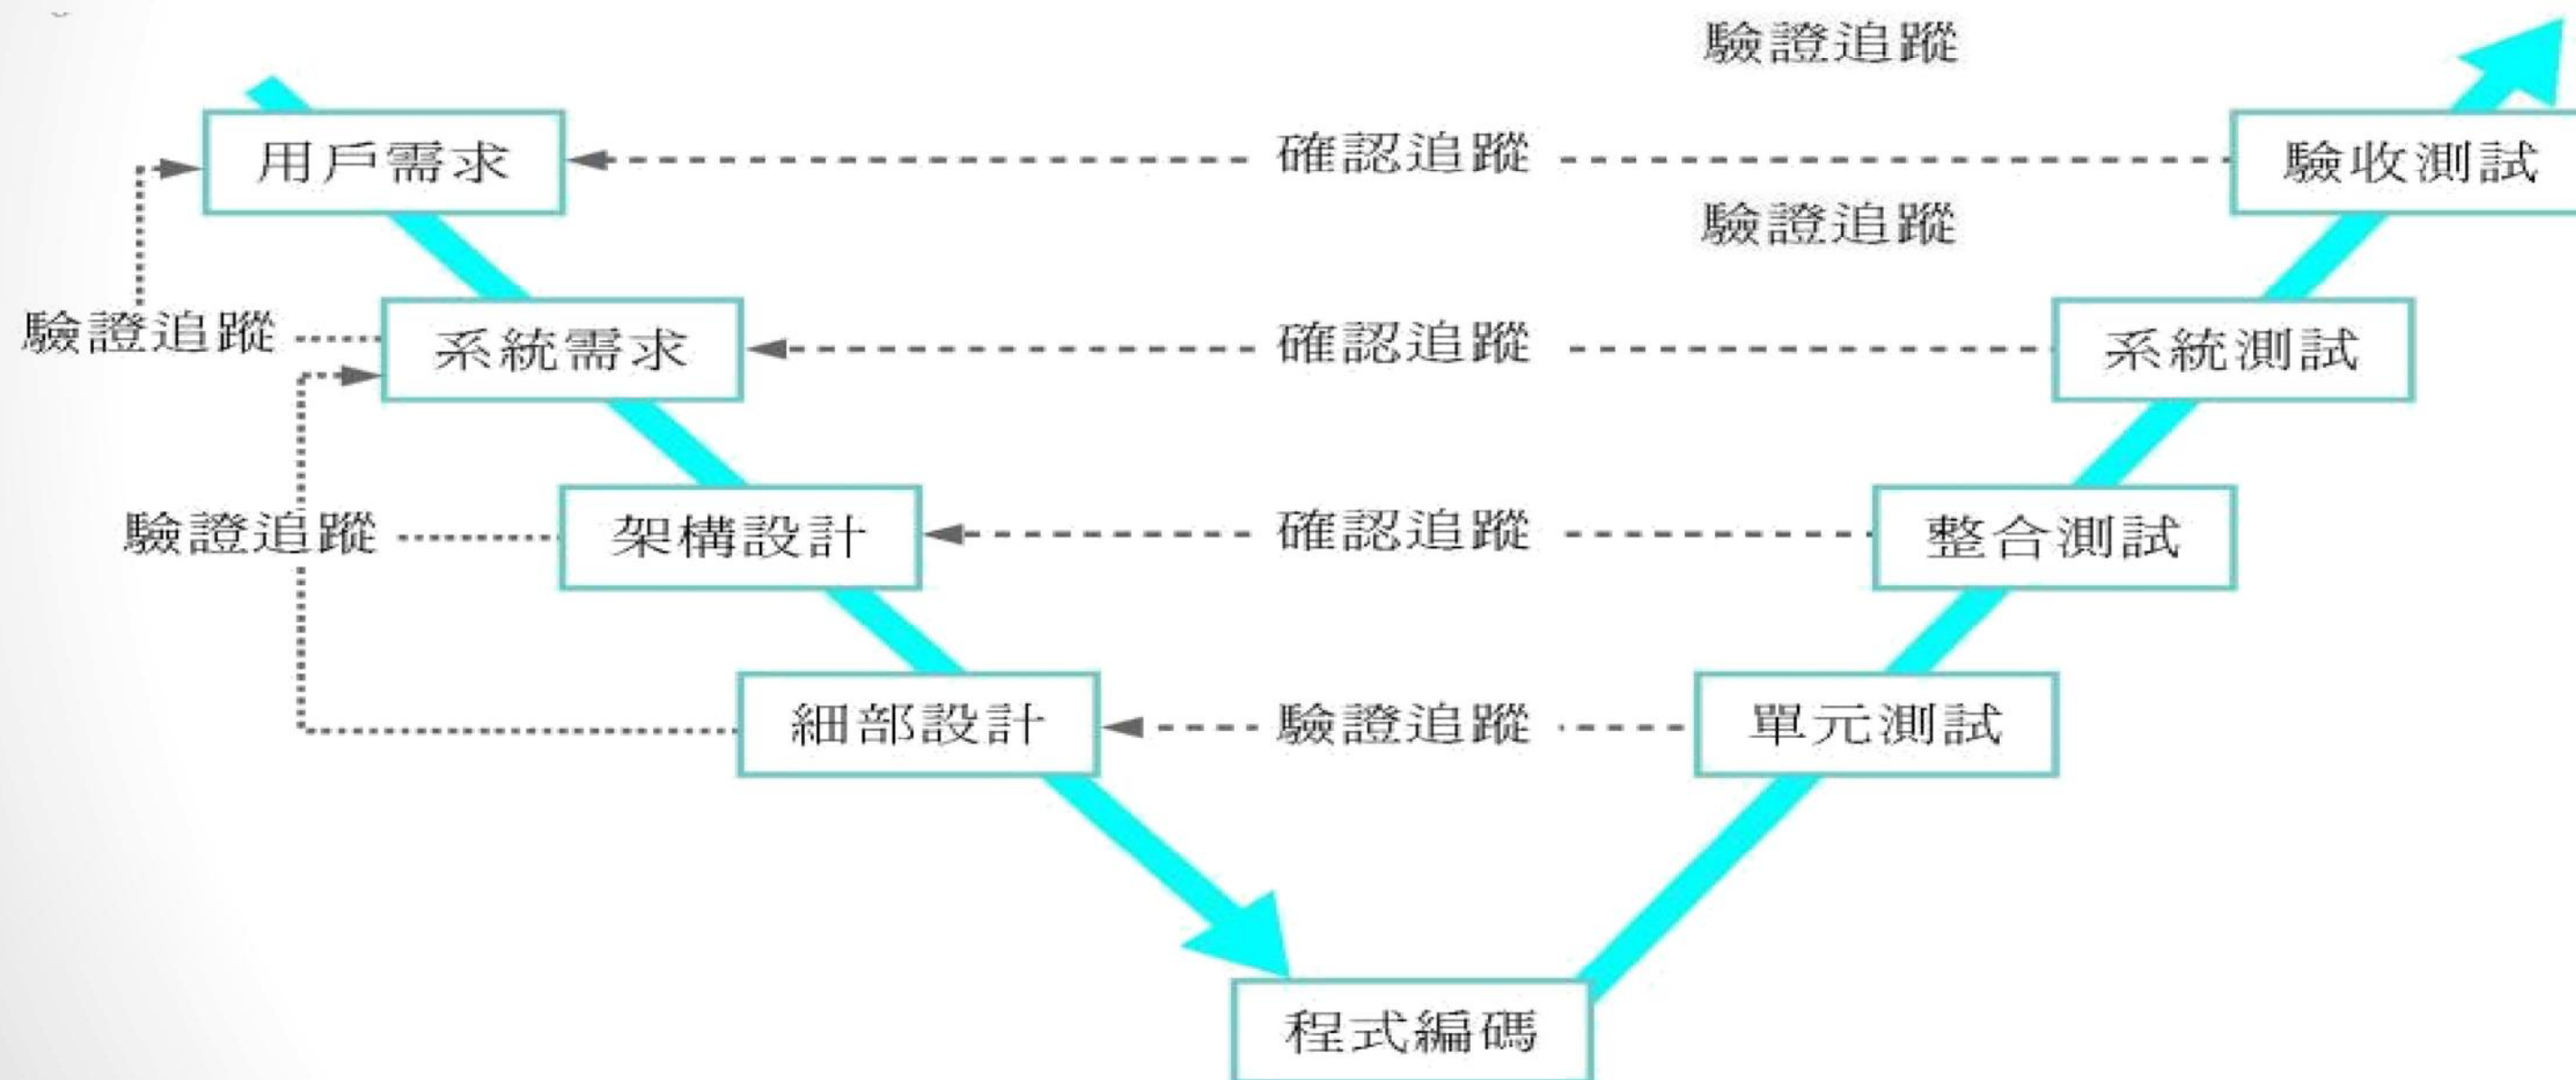 驗證追蹤
用戶需求
確認追蹤
驗收測試
驗證追蹤
驗證追蹤
系統需求
確認追蹤
系統測試
驗證追蹤
架構設計
確認追蹤
整合測試
細部設計
驗證追蹤
單元測試
程式編碼